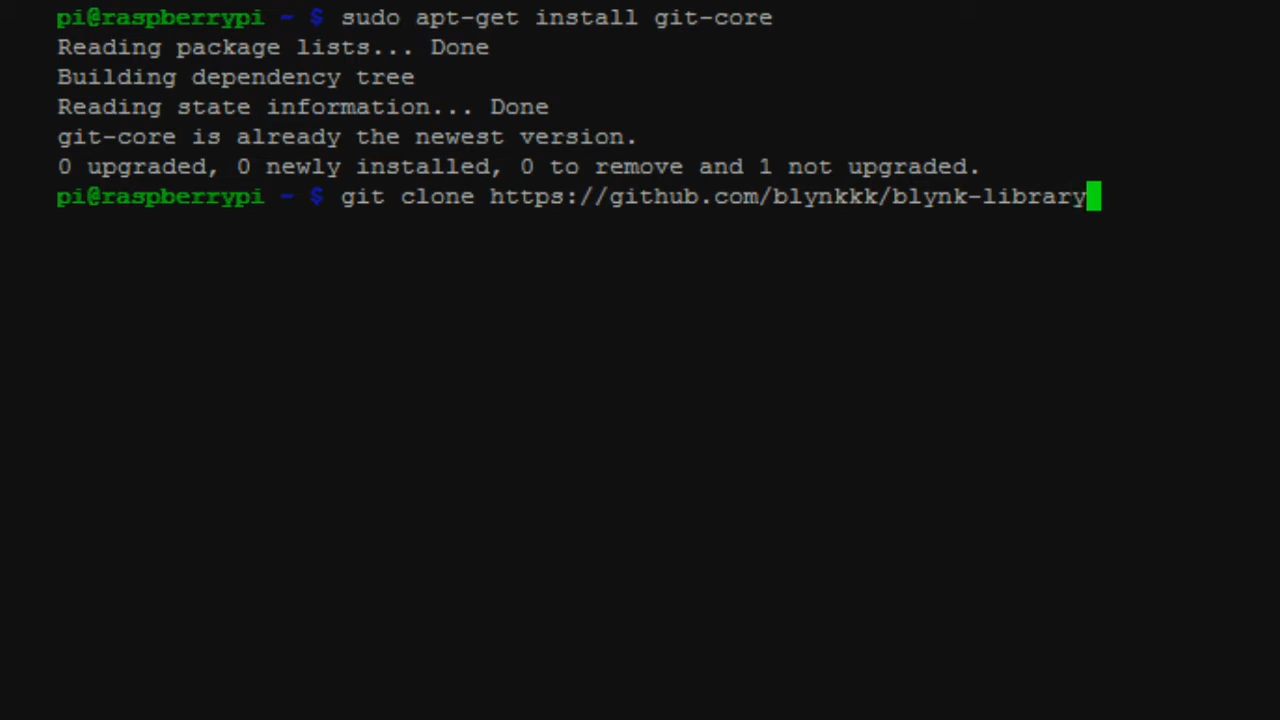 pi@raspberrypi ~ $ sudo apt-get install git-core
Reading package lists... Done
Building dependency tree
Reading state information... Done
git-core is already the newest version.
0 upgraded, 0 newly installed, 0 to remove and 1 not upgraded.
pi@raspberrypi ~ $ git clone https://github.com/blynkkk/blynk-library